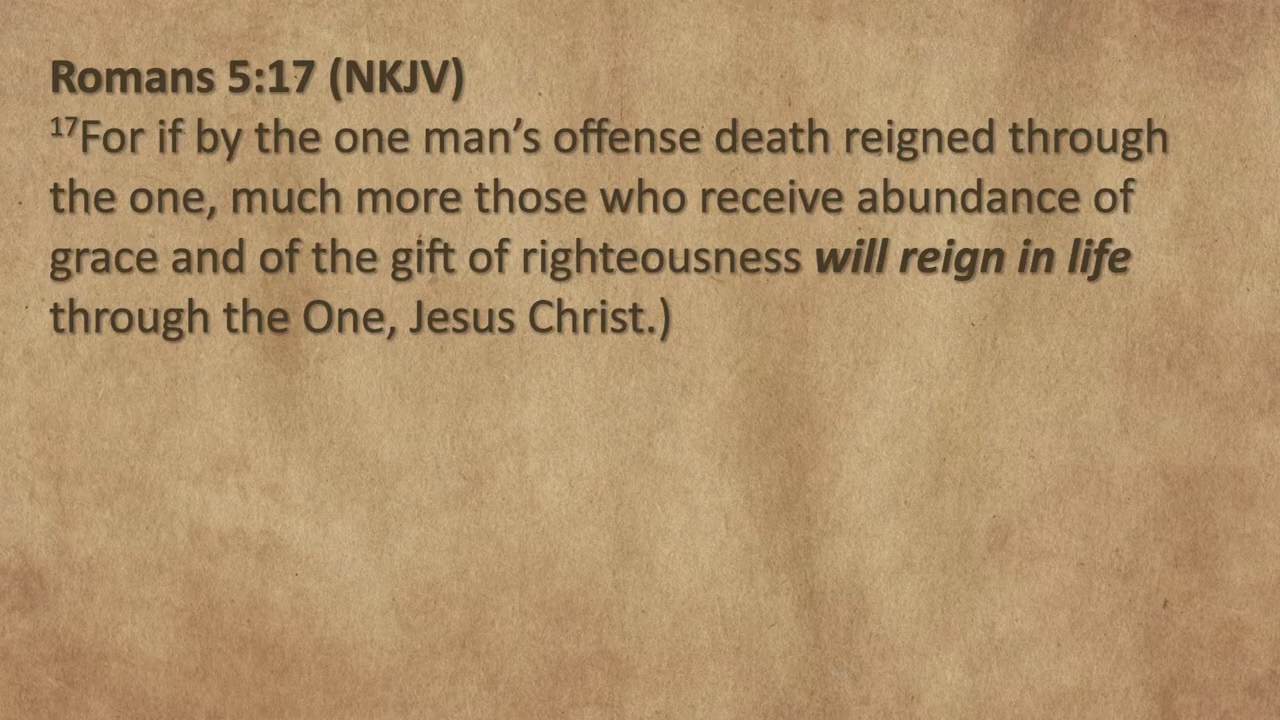 Romans 5:17 (NKJV)
¹⁷For if by the one man’s offense death reigned through
the one, much more those who receive abundance of
grace and of the gift of righteousness will reign in life
through the One, Jesus Christ.)